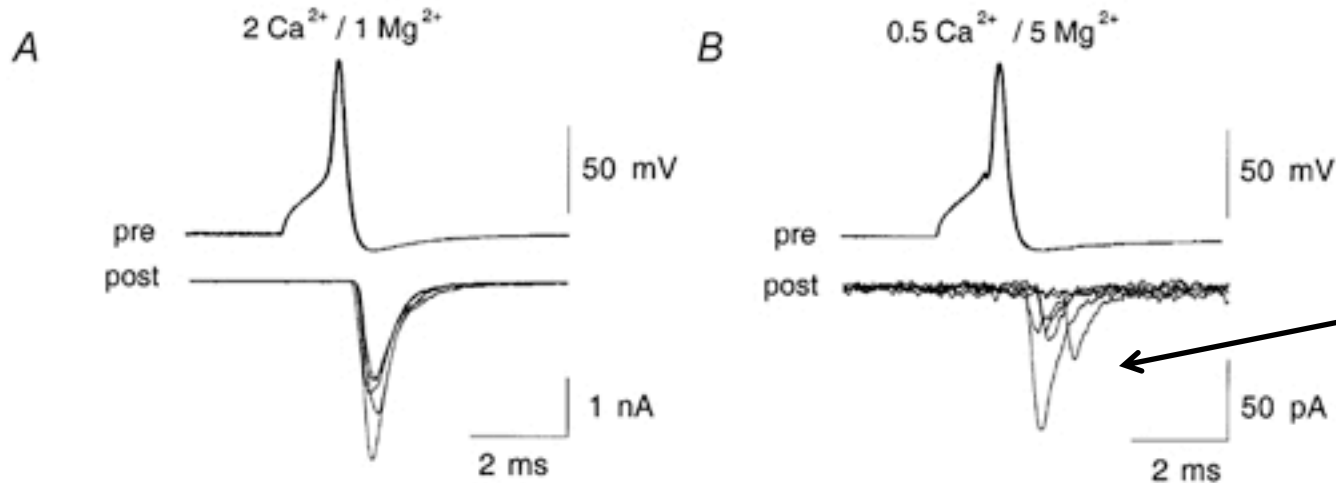 A
2 Ca²⁺ / 1 Mg²⁺
50 mV
pre
post
1 nA
2 ms
B
0.5 Ca²⁺ / 5 Mg²⁺
50 mV
pre
post
50 pA
2 ms